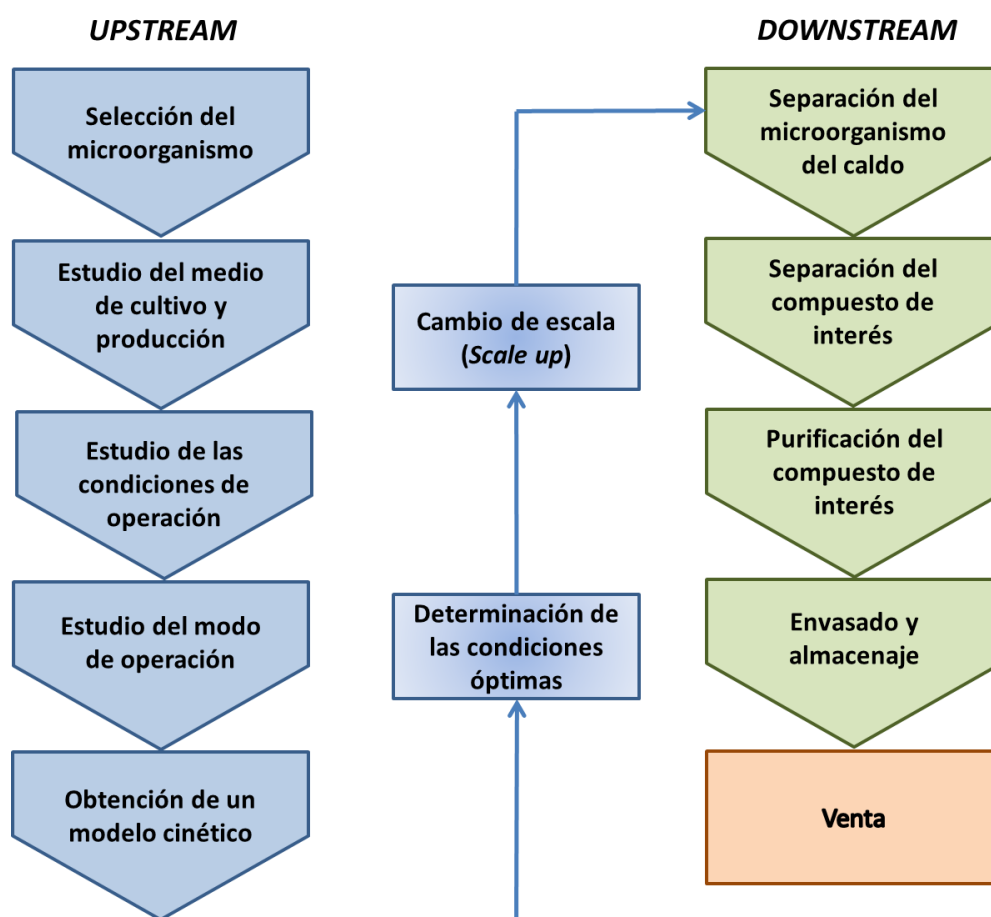 UPSTREAM
Selección del
microorganismo
Estudio del medio
de cultivo y
producción
Estudio de las
condiciones de
operación
Estudio del modo
de operación
Obtención de un
modelo cinético
Determinación de
las condiciones
óptimas
Cambio de escala
(Scale up)
DOWNSTREAM
Separación del
microorganismo
del caldo
Separación del
compuesto de
interés
Purificación del
compuesto de
interés
Envasado y
almacenaje
Venta